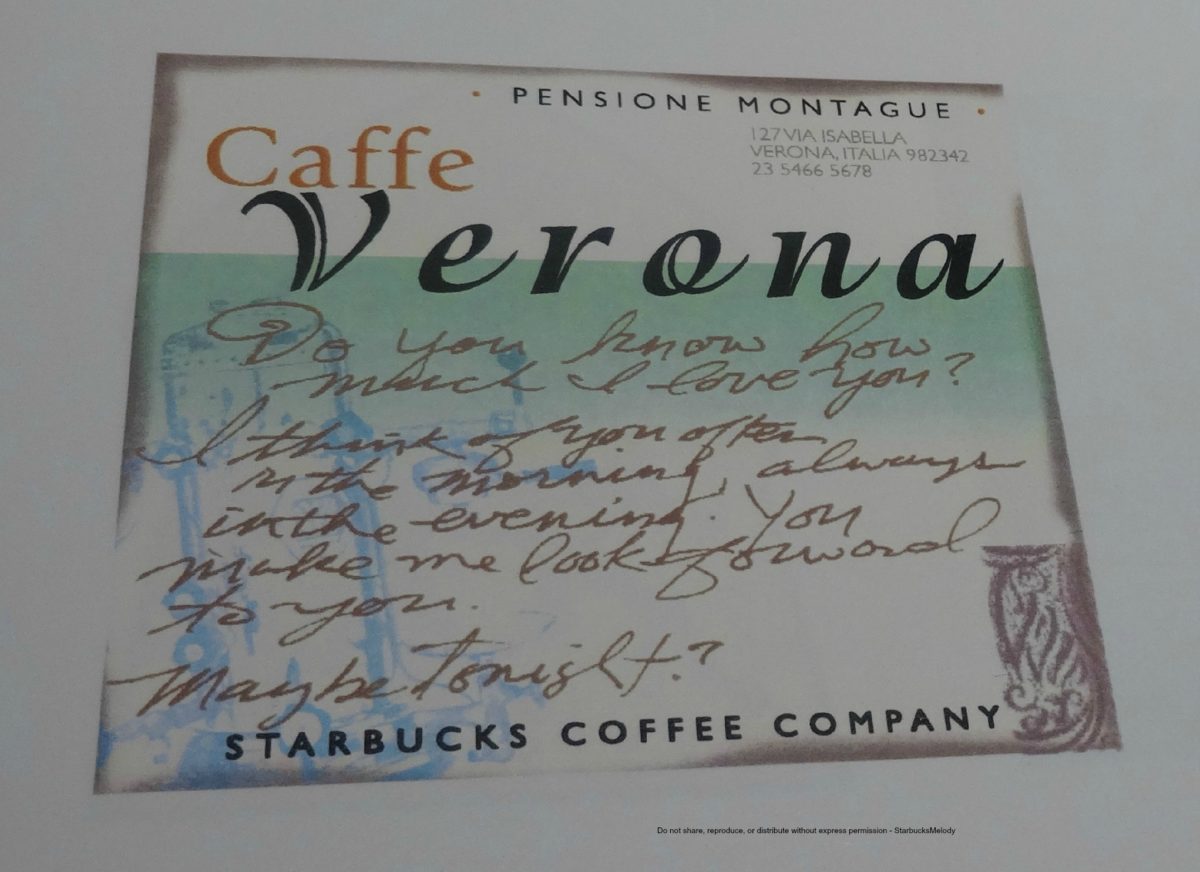 · PENSIONE MONTAGUE ·
127 VIA ISABELLA
VERONA, ITALIA 982342
23 5466 5678
Caffe
Verona
Do you know how
much I love you?
I think of you often
in the morning, always
in the evening. You
make me look forward
to you.
Maybe Tonight?
STARBUCKS COFFEE COMPANY
Do not share, reproduce, or distribute without express permission - StarbucksMelody